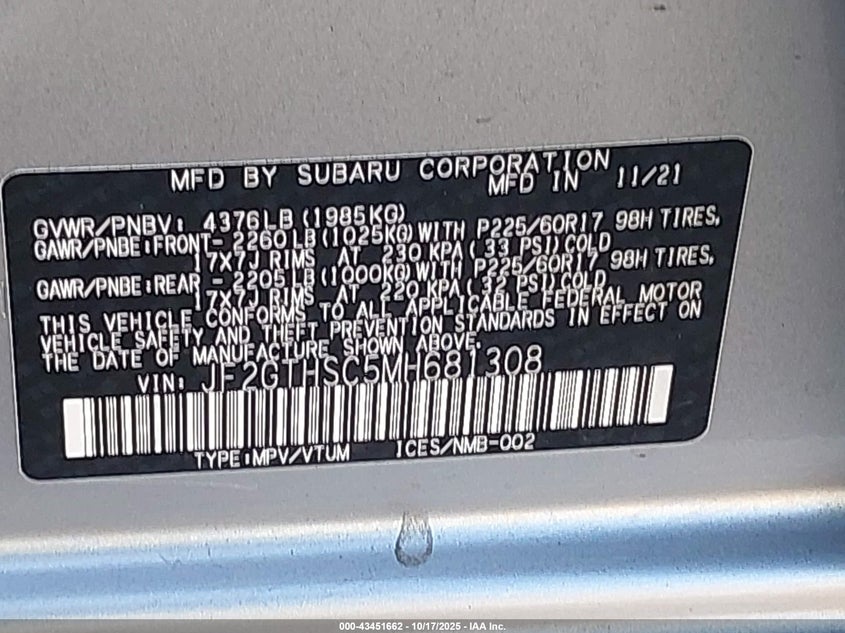 MFD BY SUBARU CORPORATION
MFD IN 11/21
GVWR/PNBV: 4376LB(1985KG)
GAWR/PNBE:FRONT-2260LB(1025KG)WITH P225/60R17 98H TIRES,
17X7J RIMS AT 230 KPA(33 PSI)COLD
GAWR/PNBE:REAR -2205LB(1000KG)WITH P225/60R17 98H TIRES,
17X7J RIMS AT 220 KPA(32 PSI)COLD
THIS VEHICLE CONFORMS TO ALL APPLICABLE FEDERAL MOTOR
VEHICLE SAFETY AND THEFT PREVENTION STANDARDS IN EFFECT ON
THE DATE OF MANUFACTURE SHOWN ABOVE.
VIN: JF2GTHSC5MH681308
TYPE:MPV/VTUM ICES/NMB-002
000-43451662 - 10/17/2025 - IAA Inc.